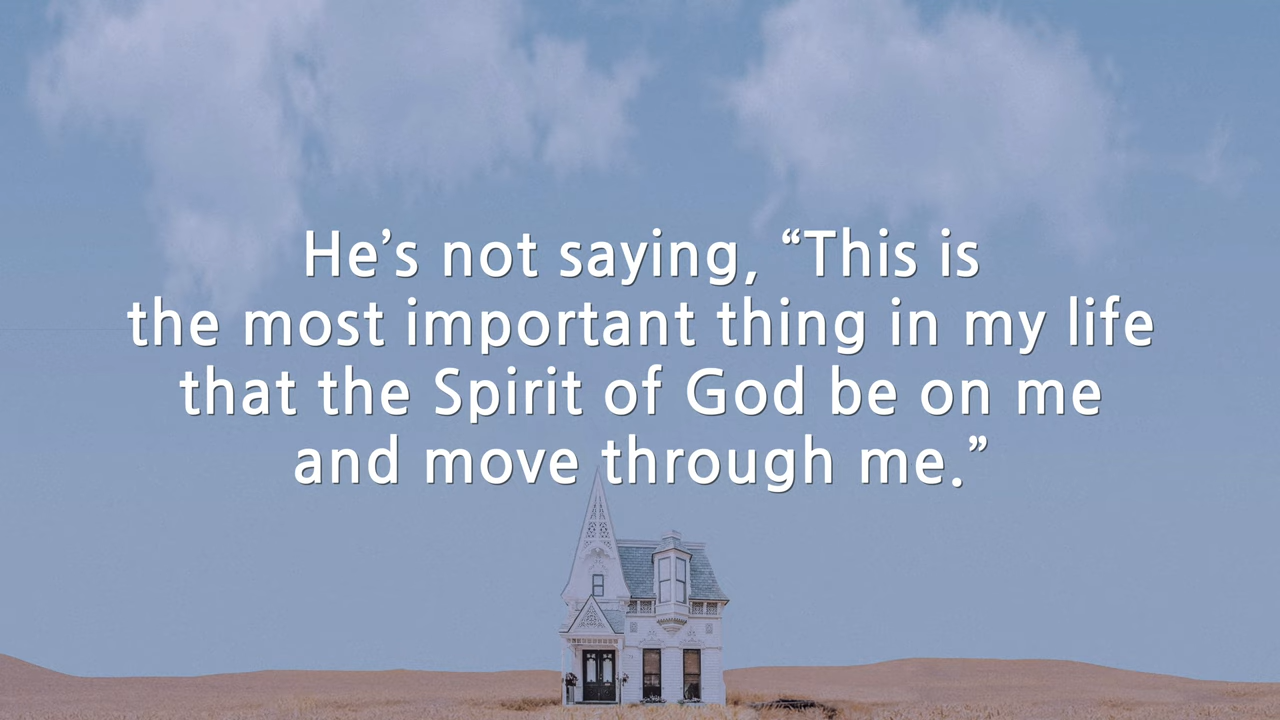 He’s not saying, “This is
the most important thing in my life
that the Spirit of God be on me
and move through me.”